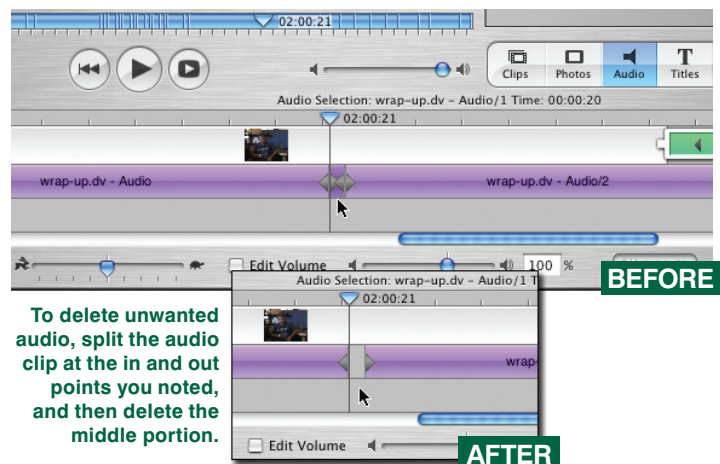 02:00:21
Clips Photos Audio T Titles
Audio Selection: wrap-up.dv – Audio/1 Time: 00:00:20
02:00:21
wrap-up.dv - Audio wrap-up.dv - Audio/2
Edit Volume 100 %
BEFORE
Audio Selection: wrap-up.dv – Audio/1 T
02:00:21
wrap-
Edit Volume
AFTER
To delete unwanted
audio, split the audio
clip at the in and out
points you noted,
and then delete the
middle portion.